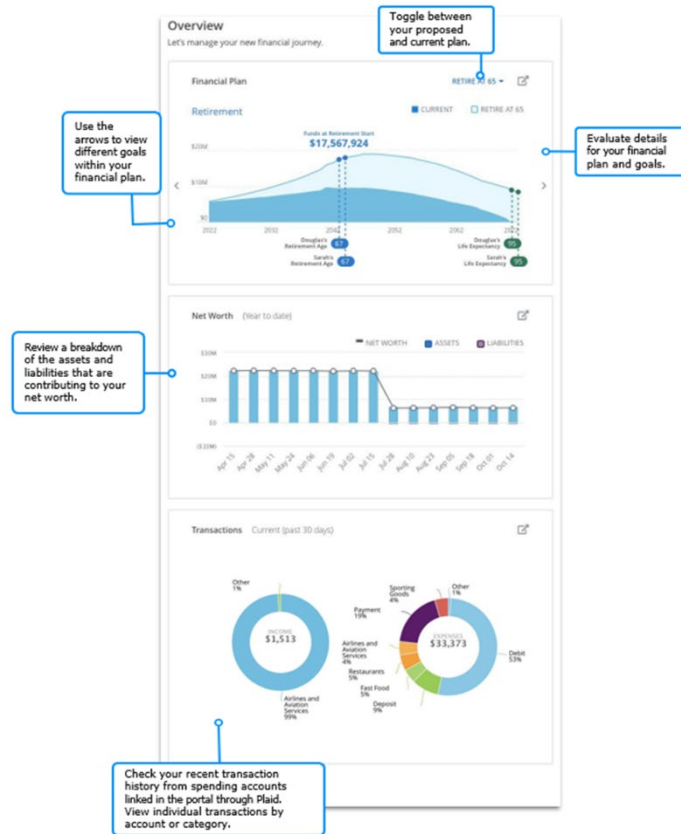 Overview
Let's manage your new financial journey.
Toggle between
your proposed
and current plan.
Financial Plan
RETIRE AT 65
Retirement
CURRENT
RETIRE AT 65
Use the
arrows to view
different goals
within your
financial plan.
Evaluate details
for your financial
plan and goals.
Funds at Retirement Start
$17,567,924
$20M
$10M
$0
2022
2032
2052
2062
Douglas's
Retirement Age
67
Sarah's
Retirement Age
67
Douglas's
Life Expectancy
95
Sarah's
Life Expectancy
95
Net Worth (Year to date)
NET WORTH
ASSETS
LIABILITIES
Review a breakdown
of the assets and
liabilities that are
contributing to your
net worth.
$30M
$20M
$10M
$0
($20M)
Apr 15
Apr 28
May 11
May 24
Jun 06
Jun 19
Jul 02
Jul 15
Jul 28
Aug 10
Aug 23
Sep 05
Sep 18
Oct 01
Oct 14
Transactions Current (past 30 days)
Other
1%
INCOME
$1,513
Airlines and
Aviation
Services
99%
Sporting
Goods
4%
Other
1%
Payment
19%
Airlines and
Aviation
Services
4%
Restaurants
5%
Fast Food
5%
Deposit
9%
EXPENSES
$33,373
Debit
53%
Check your recent transaction
history from spending accounts
linked in the portal through Plaid.
View individual transactions by
account or category.